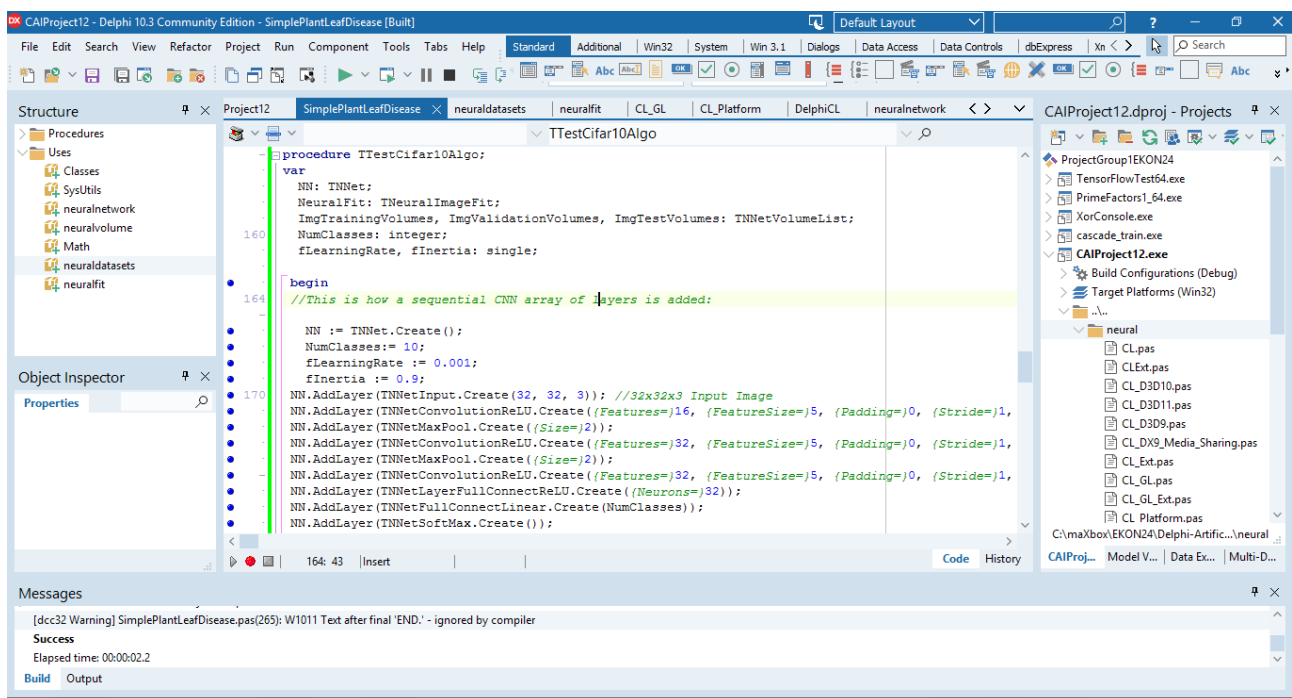 CAIProject12 - Delphi 10.3 Community Edition - SimplePlantLeafDisease [Built]
Default Layout
?
File Edit Search View Refactor Project Run Component Tools Tabs Help
Standard Additional Win32 System Win 3.1 Dialogs Data Access Data Controls dbExpress Xn
Search
Structure
Procedures
Uses
Classes
SysUtils
neuralnetwork
neuralvolume
Math
neuraldatasets
neuralfit
Object Inspector
Properties
Project12 SimplePlantLeafDisease neuraldatasets neuralfit CL_GL CL_Platform DelphiCL neuralnetwork
TTestCifar10Algo
procedure TTestCifar10Algo;
var
NN: TNNet;
NeuralFit: TNeuralImageFit;
ImgTrainingVolumes, ImgValidationVolumes, ImgTestVolumes: TNNetVolumeList;
160 NumClasses: integer;
fLearningRate, fInertia: single;
begin
164 //This is how a sequential CNN array of layers is added:
NN := TNNet.Create();
NumClasses:= 10;
fLearningRate := 0.001;
fInertia := 0.9;
170 NN.AddLayer(TNNetInput.Create(32, 32, 3)); //32x32x3 Input Image
NN.AddLayer(TNNetConvolutionReLU.Create({Features=}16, {FeatureSize=}5, {Padding=}0, {Stride=}1,
NN.AddLayer(TNNetMaxPool.Create({Size=}2));
NN.AddLayer(TNNetConvolutionReLU.Create({Features=}32, {FeatureSize=}5, {Padding=}0, {Stride=}1,
NN.AddLayer(TNNetMaxPool.Create({Size=}2));
NN.AddLayer(TNNetConvolutionReLU.Create({Features=}32, {FeatureSize=}5, {Padding=}0, {Stride=}1,
NN.AddLayer(TNNetLayerFullConnectReLU.Create({Neurons=}32));
NN.AddLayer(TNNetFullConnectLinear.Create(NumClasses));
NN.AddLayer(TNNetSoftMax.Create());
164: 43 Insert
Code History
CAIProject12.dproj - Projects
ProjectGroup1EKON24
TensorFlowTest64.exe
PrimeFactors1_64.exe
XorConsole.exe
cascade_train.exe
CAIProject12.exe
Build Configurations (Debug)
Target Platforms (Win32)
..\..
neural
CL.pas
CLExt.pas
CL_D3D10.pas
CL_D3D11.pas
CL_D3D9.pas
CL_DX9_Media_Sharing.pas
CL_Ext.pas
CL_GL.pas
CL_GL_Ext.pas
CL_Platform.pas
C:\maXbox\EKON24\Delphi-Artific...\neural
CAIProj... Model V... Data Ex... Multi-D...
Messages
[dcc32 Warning] SimplePlantLeafDisease.pas(265): W1011 Text after final 'END.' - ignored by compiler
Success
Elapsed time: 00:00:02.2
Build Output